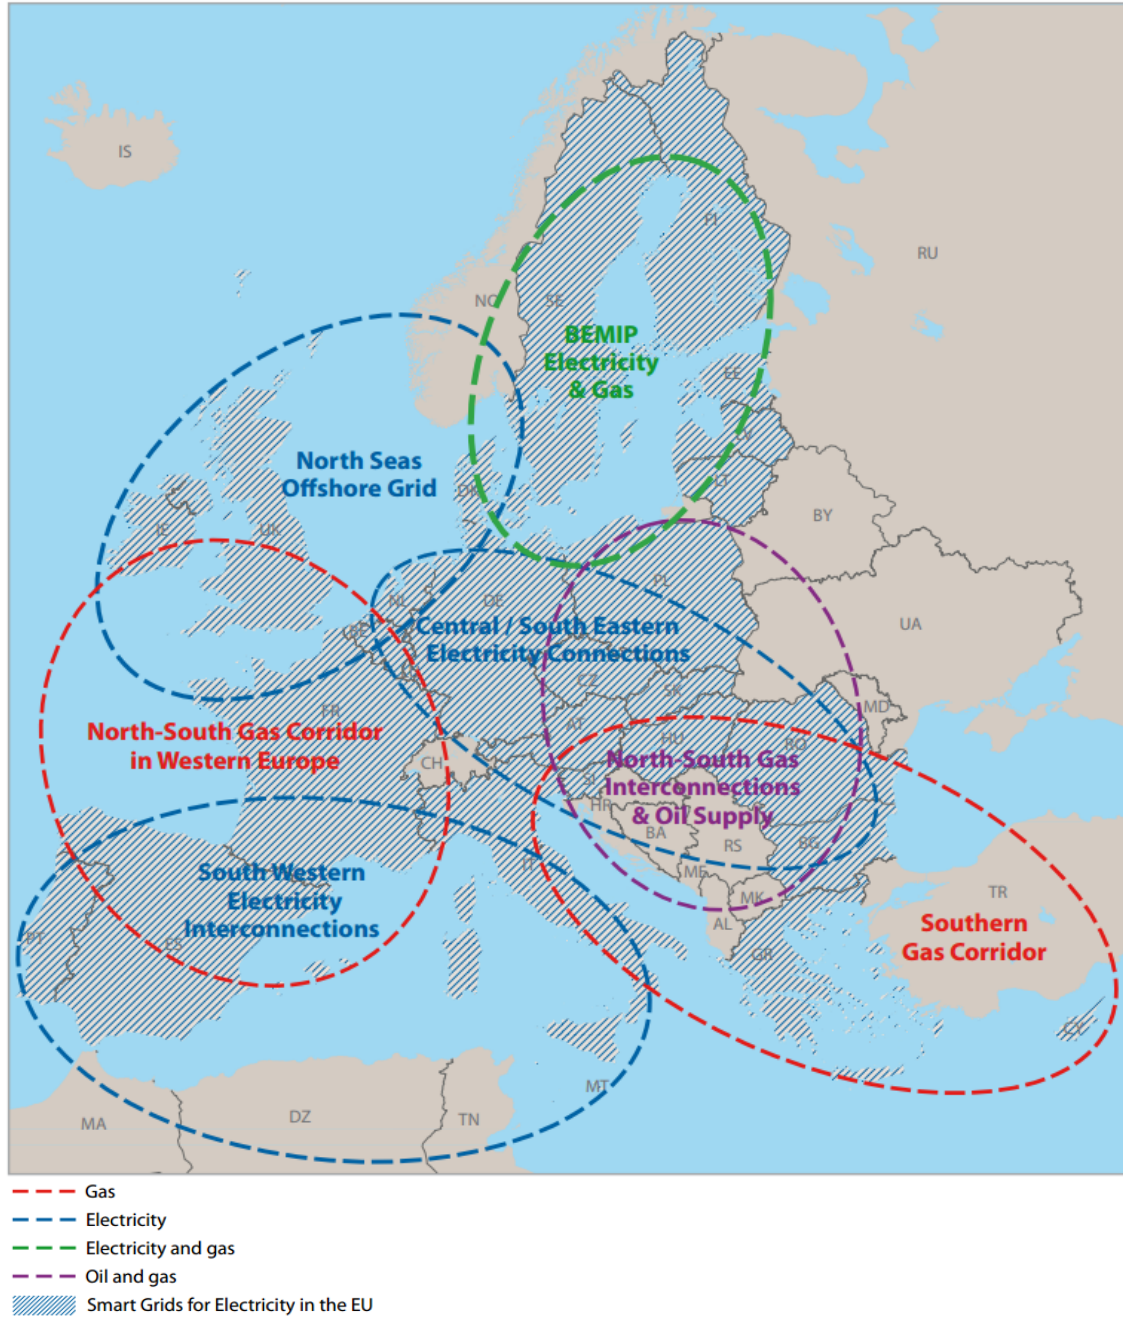 IS
RU
NO
SE
FI
BEMIP
Electricity
& Gas
EE
LV
LT
North Seas
Offshore Grid
DK
IE
UK
BY
NL
DE
PL
UA
BE
Central / South Eastern
Electricity Connections
CZ
SK
MD
FR
AT
HU
RO
North-South Gas Corridor
in Western Europe
CH
North-South Gas
Interconnections
& Oil Supply
SI
HR
BA
RS
BG
IT
ME
MK
AL
TR
South Western
Electricity
Interconnections
PT
ES
GR
Southern
Gas Corridor
CY
MT
MA
DZ
TN
Gas
Electricity
Electricity and gas
Oil and gas
Smart Grids for Electricity in the EU